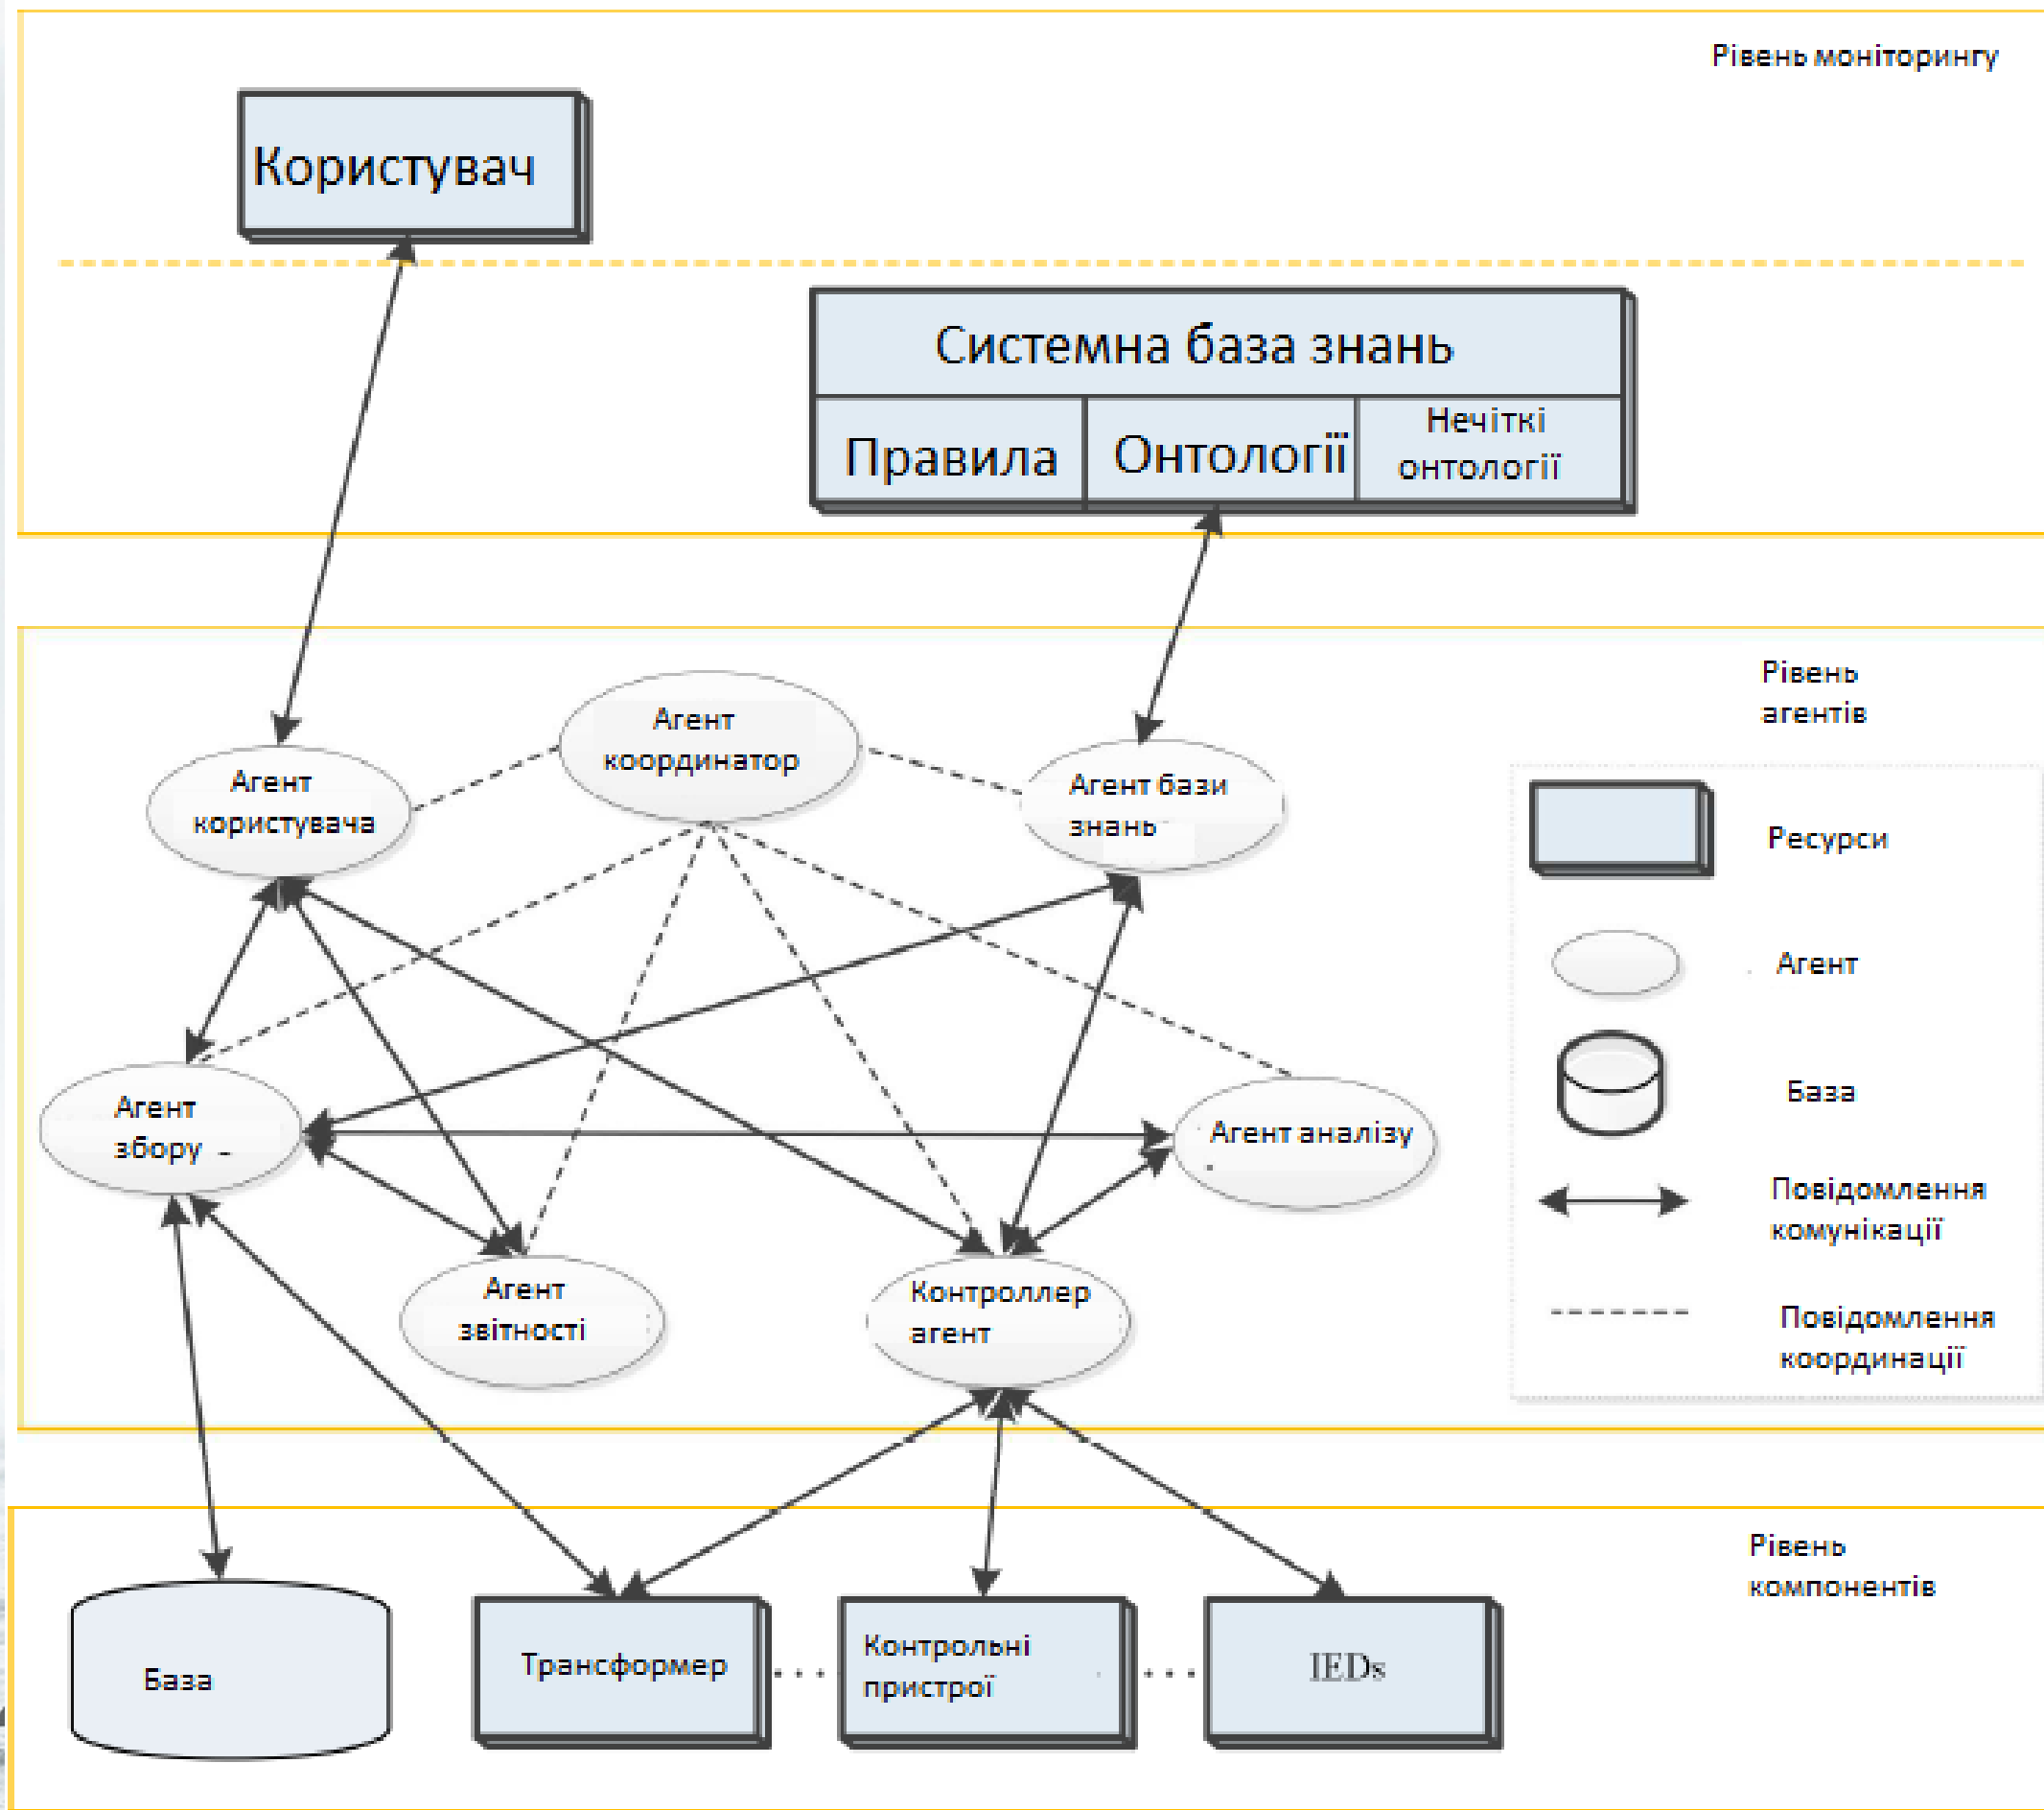 Рівень моніторингу
Користувач
Системна база знань
Правила
Онтології
Нечіткі
онтології
Рівень
агентів
Агент
координатор
Агент
користувача
Агент бази
знань
Ресурси
Агент
База
Агент
збору
Агент аналізу
Повідомлення
комунікації
Агент
звітності
Контроллер
агент
Повідомлення
координації
Рівень
компонентів
База
Трансформер
Контрольні
пристрої
IEDs